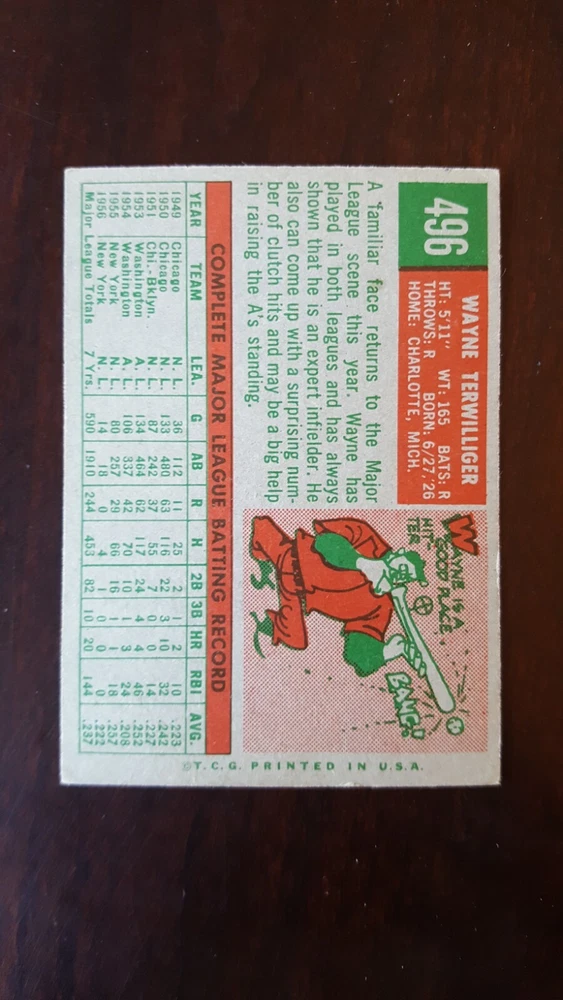 496
WAYNE TERWILLIGER
HT: 5'11" WT: 165 BATS: R
THROWS: R BORN: 6/27/26
HOME: CHARLOTTE, MICH.
A familiar face returns to the Major
League scene this year. Wayne has
played in both leagues and has always
shown that he is an expert infielder. He
also can come up with a surprising num-
ber of clutch hits and may be a big help
in raising the A's standing.
WAYNE IS A
GOOD PLACE
HIT-
TER
BANG!
COMPLETE MAJOR LEAGUE BATTING RECORD
YEAR TEAM LEA. G AB R H 2B 3B HR RBI AVG.
1949 Chicago N. L. 36 112 11 25 2 1 2 10 .223
1950 Chicago N. L. 133 480 63 116 22 3 10 32 .242
1951 Chi.-Bklyn. N. L. 87 242 37 55 7 0 0 14 .227
1953 Washington A. L. 134 464 62 117 24 4 4 46 .252
1954 Washington A. L. 106 337 42 70 10 1 3 24 .208
1955 New York N. L. 80 257 29 66 16 1 1 18 .257
1956 New York N. L. 14 18 0 4 1 0 0 0 .222
Major League Totals 7 Yrs. 590 1910 244 453 82 10 20 144 .237
©T.C.G. PRINTED IN U.S.A.